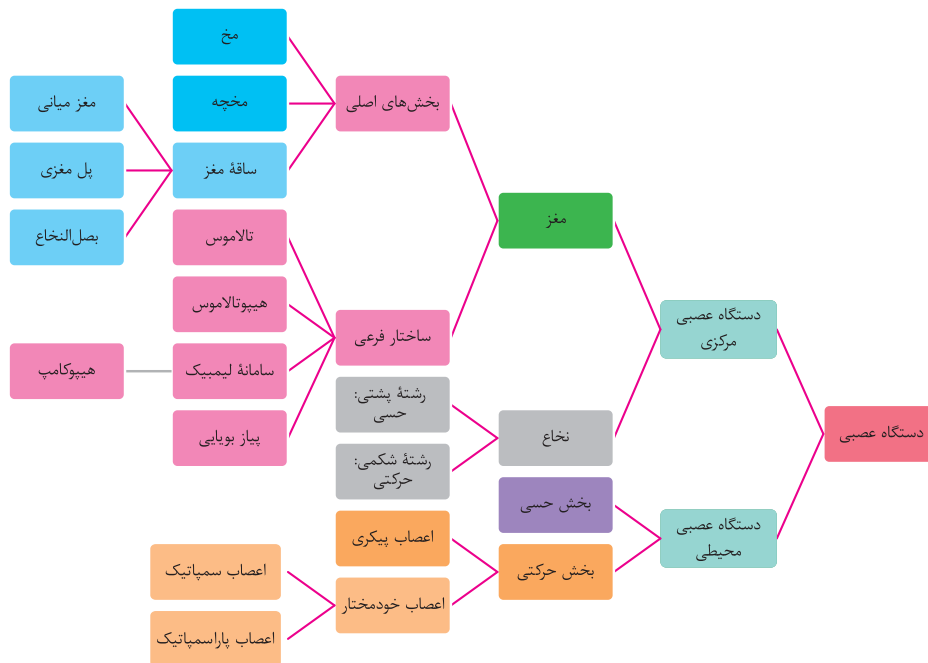 دستگاه عصبی
دستگاه عصبی
مرکزی
مغز
بخش‌های اصلی
مخ
مخچه
ساقهٔ مغز
مغز میانی
پل مغزی
بصل‌النخاع
ساختار فرعی
تالاموس
هیپوتالاموس
سامانهٔ لیمبیک
هیپوکامپ
پیاز بویایی
نخاع
رشتهٔ پشتی:
حسی
رشتهٔ شکمی:
حرکتی
دستگاه عصبی
محیطی
بخش حسی
بخش حرکتی
اعصاب پیکری
اعصاب خودمختار
اعصاب سمپاتیک
اعصاب پاراسمپاتیک